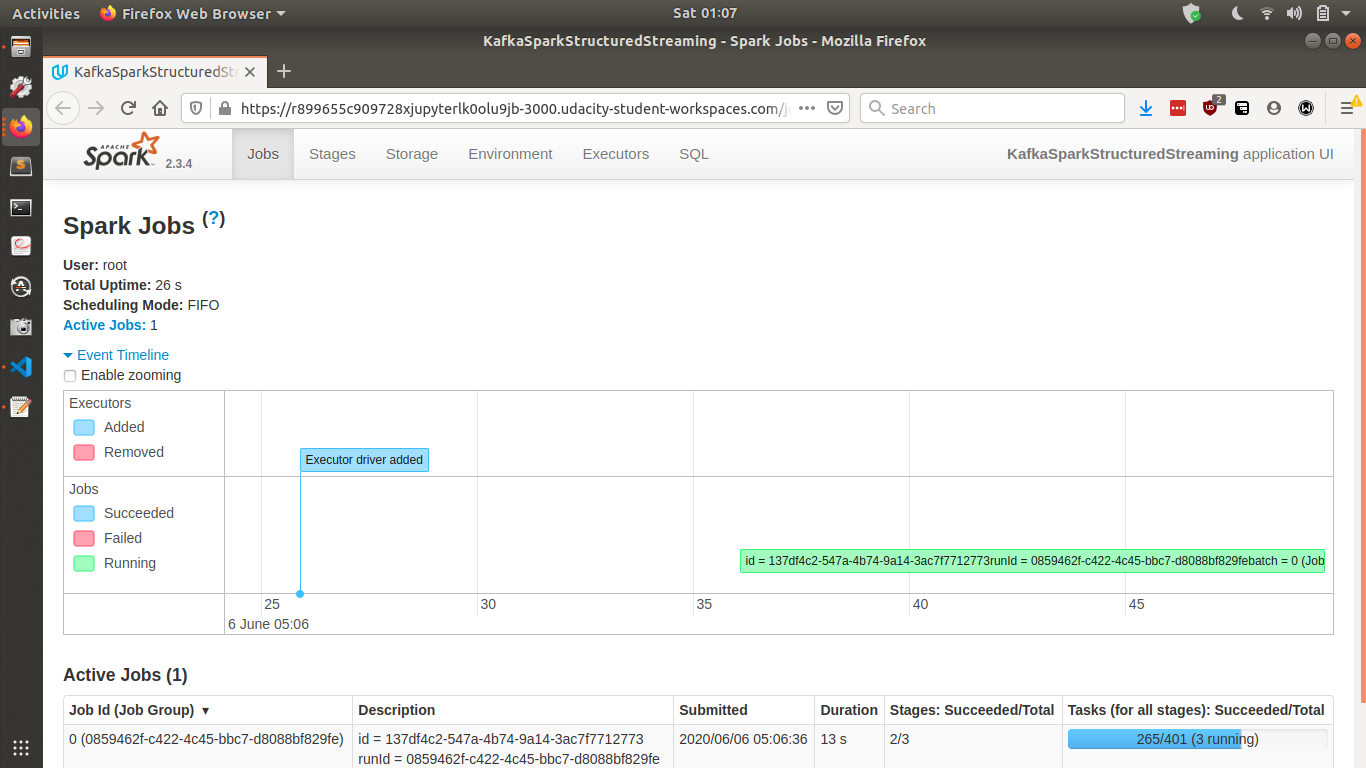 Activities Firefox Web Browser Sat 01:07
KafkaSparkStructuredStreaming - Spark Jobs - Mozilla Firefox
KafkaSparkStructuredSt
https://r899655c909728xjupyterlk0olu9jb-3000.udacity-student-workspaces.com/j Search 2
APACHE Spark 2.3.4 Jobs Stages Storage Environment Executors SQL KafkaSparkStructuredStreaming application UI
Spark Jobs (?)
User: root
Total Uptime: 26 s
Scheduling Mode: FIFO
Active Jobs: 1
Event Timeline
Enable zooming
Executors
Added
Removed
Executor driver added
Jobs
Succeeded
Failed
Running
id = 137df4c2-547a-4b74-9a14-3ac7f7712773runId = 0859462f-c422-4c45-bbc7-d8088bf829febatch = 0 (Job
25 30 35 40 45
6 June 05:06
Active Jobs (1)
Job Id (Job Group) ▾ Description Submitted Duration Stages: Succeeded/Total Tasks (for all stages): Succeeded/Total
0 (0859462f-c422-4c45-bbc7-d8088bf829fe) id = 137df4c2-547a-4b74-9a14-3ac7f7712773 2020/06/06 05:06:36 13 s 2/3 265/401 (3 running)
runId = 0859462f-c422-4c45-bbc7-d8088bf829fe